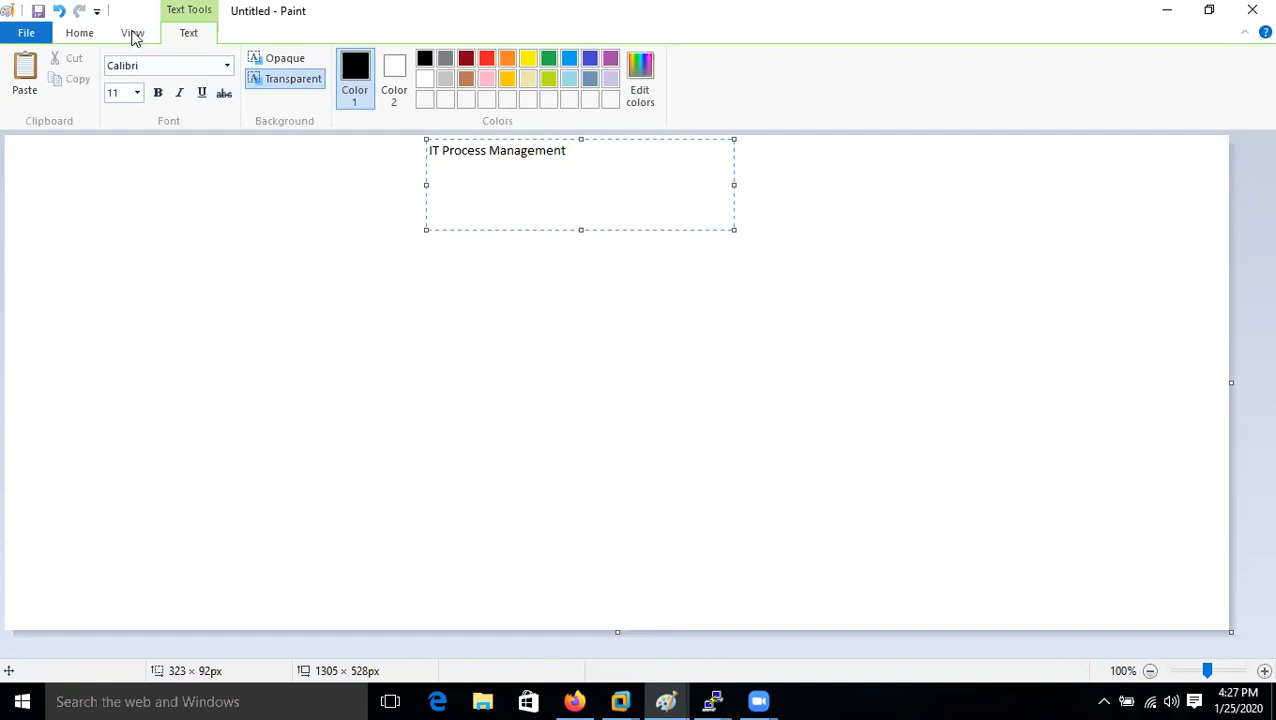 Text Tools
Untitled - Paint
File
Home
View
Text
Paste
Cut
Copy
Clipboard
Calibri
11
B
I
U
abc
Font
A Opaque
A Transparent
Background
Color 1
Color 2
Edit colors
Colors
IT Process Management
323 × 92px
1305 × 528px
100%
Search the web and Windows
4:27 PM
1/25/2020